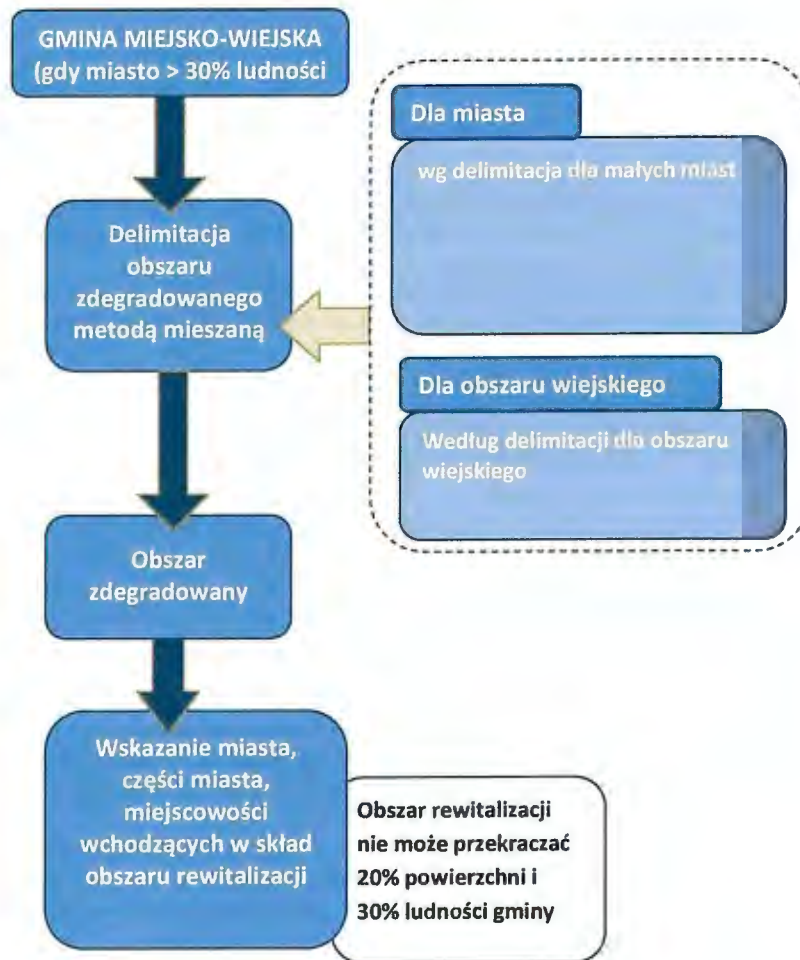 GMINA MIEJSKO-WIEJSKA
(gdy miasto > 30% ludności
Dla miasta
wg delimitacja dla małych miast
Delimitacja
obszaru
zdegradowanego
metodą mieszaną
Dla obszaru wiejskiego
Według delimitacji dla obszaru
wiejskiego
Obszar
zdegradowany
Wskazanie miasta,
części miasta,
miejscowości
wchodzących w skład
obszaru rewitalizacji
Obszar rewitalizacji
nie może przekraczać
20% powierzchni i
30% ludności gminy